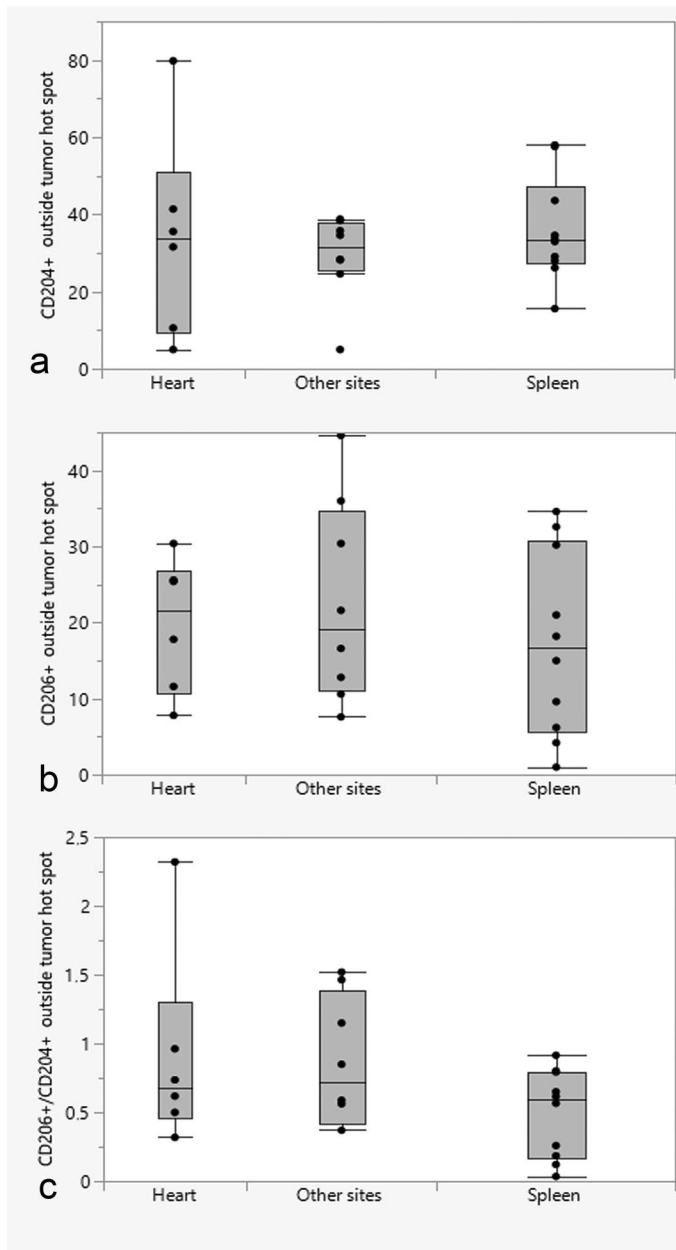 CD204+ outside tumor hot spot
80
60
40
20
0
a
Heart Other sites Spleen
CD206+ outside tumor hot spot
40
30
20
10
0
b
Heart Other sites Spleen
CD206+/CD204+ outside tumor hot spot
2.5
2
1.5
1
0.5
0
c
Heart Other sites Spleen